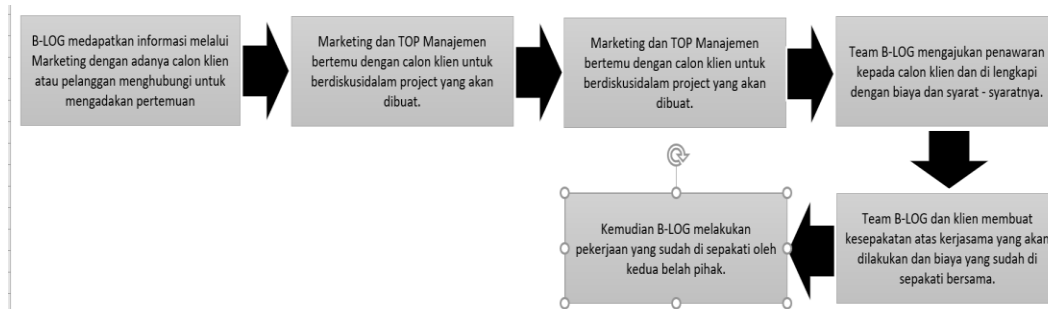 B-LOG medapatkan informasi melalui
Marketing dengan adanya calon klien
atau pelanggan menghubungi untuk
mengadakan pertemuan
Marketing dan TOP Manajemen
bertemu dengan calon klien untuk
berdiskusidalam project yang akan
dibuat.
Marketing dan TOP Manajemen
bertemu dengan calon klien untuk
berdiskusidalam project yang akan
dibuat.
Team B-LOG mengajukan penawaran
kepada calon klien dan di lengkapi
dengan biaya dan syarat - syaratnya.
Team B-LOG dan klien membuat
kesepakatan atas kerjasama yang akan
dilakukan dan biaya yang sudah di
sepakati bersama.
Kemudian B-LOG melakukan
pekerjaan yang sudah di sepakati oleh
kedua belah pihak.